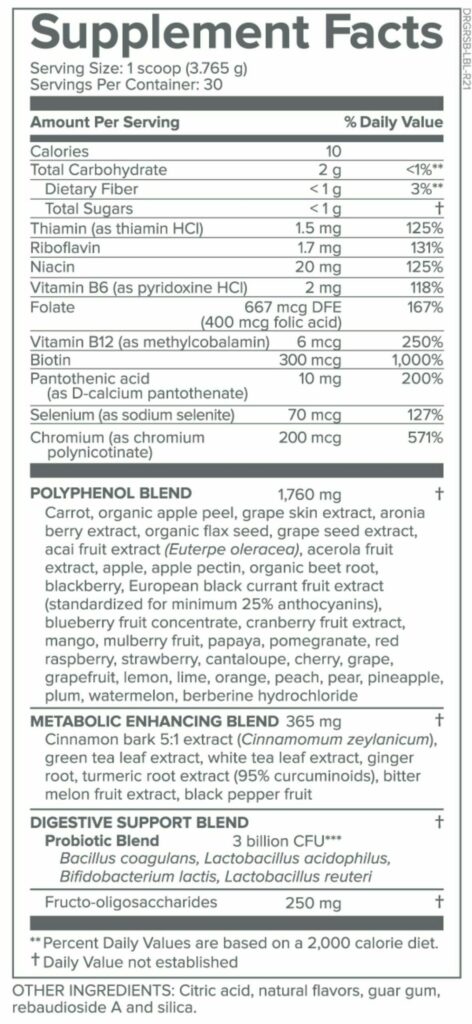 Supplement Facts
DRGRSB-LBL-R21
Serving Size: 1 scoop (3.765 g)
Servings Per Container: 30
Amount Per Serving % Daily Value
Calories 10
Total Carbohydrate 2 g <1%**
Dietary Fiber <1 g 3%**
Total Sugars <1 g †
Thiamin (as thiamin HCl) 1.5 mg 125%
Riboflavin 1.7 mg 131%
Niacin 20 mg 125%
Vitamin B6 (as pyridoxine HCl) 2 mg 118%
Folate 667 mcg DFE 167%
(400 mcg folic acid)
Vitamin B12 (as methylcobalamin) 6 mcg 250%
Biotin 300 mcg 1,000%
Pantothenic acid 10 mg 200%
(as D-calcium pantothenate)
Selenium (as sodium selenite) 70 mcg 127%
Chromium (as chromium 200 mcg 571%
polynicotinate)
POLYPHENOL BLEND 1,760 mg †
Carrot, organic apple peel, grape skin extract, aronia
berry extract, organic flax seed, grape seed extract,
acai fruit extract (Euterpe oleracea), acerola fruit
extract, apple, apple pectin, organic beet root,
blackberry, European black currant fruit extract
(standardized for minimum 25% anthocyanins),
blueberry fruit concentrate, cranberry fruit extract,
mango, mulberry fruit, papaya, pomegranate, red
raspberry, strawberry, cantaloupe, cherry, grape,
grapefruit, lemon, lime, orange, peach, pear, pineapple,
plum, watermelon, berberine hydrochloride
METABOLIC ENHANCING BLEND 365 mg †
Cinnamon bark 5:1 extract (Cinnamomum zeylanicum),
green tea leaf extract, white tea leaf extract, ginger
root, turmeric root extract (95% curcuminoids), bitter
melon fruit extract, black pepper fruit
DIGESTIVE SUPPORT BLEND †
Probiotic Blend 3 billion CFU***
Bacillus coagulans, Lactobacillus acidophilus,
Bifidobacterium lactis, Lactobacillus reuteri
Fructo-oligosaccharides 250 mg †
**Percent Daily Values are based on a 2,000 calorie diet.
† Daily Value not established
OTHER INGREDIENTS: Citric acid, natural flavors, guar gum,
rebaudioside A and silica.